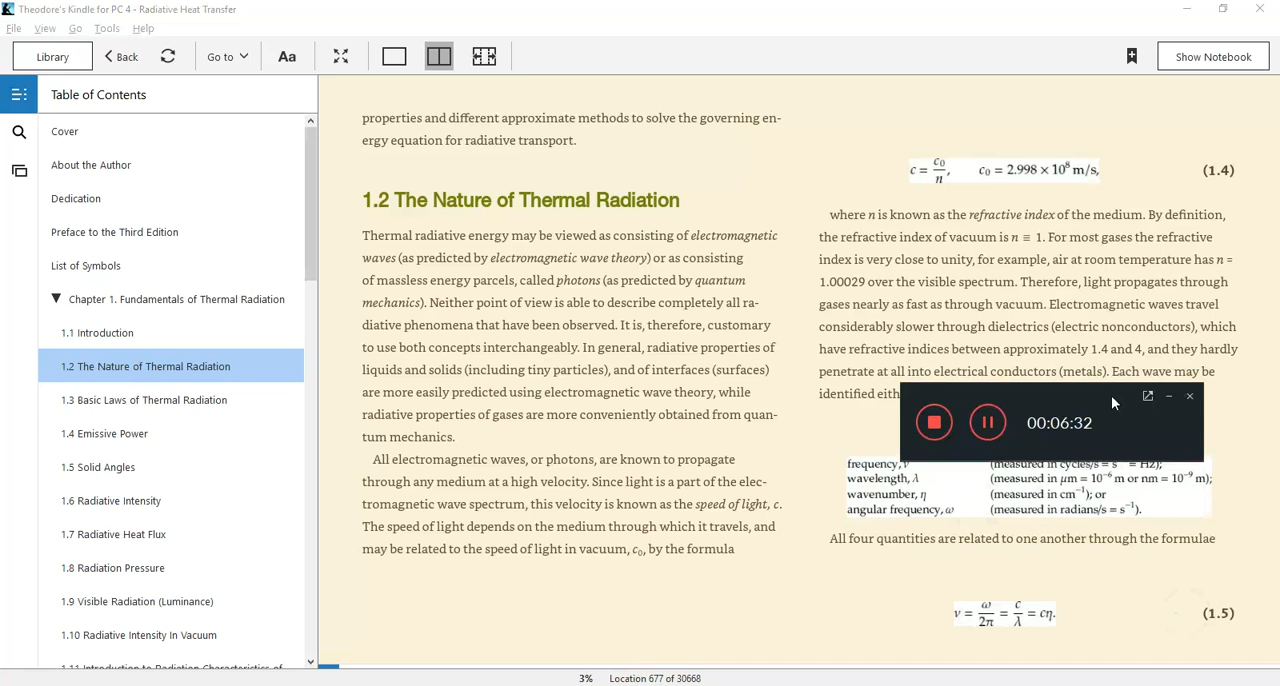 Theodore's Kindle for PC 4 - Radiative Heat Transfer
File View Go Tools Help
Library Back Go to Aa Show Notebook
Table of Contents
Cover
About the Author
Dedication
Preface to the Third Edition
List of Symbols
Chapter 1. Fundamentals of Thermal Radiation
1.1 Introduction
1.2 The Nature of Thermal Radiation
1.3 Basic Laws of Thermal Radiation
1.4 Emissive Power
1.5 Solid Angles
1.6 Radiative Intensity
1.7 Radiative Heat Flux
1.8 Radiation Pressure
1.9 Visible Radiation (Luminance)
1.10 Radiative Intensity In Vacuum
1.11 Introduction to Radiation Characteristics of
properties and different approximate methods to solve the governing en-
ergy equation for radiative transport.
1.2 The Nature of Thermal Radiation
Thermal radiative energy may be viewed as consisting of electromagnetic
waves (as predicted by electromagnetic wave theory) or as consisting
of massless energy parcels, called photons (as predicted by quantum
mechanics). Neither point of view is able to describe completely all ra-
diative phenomena that have been observed. It is, therefore, customary
to use both concepts interchangeably. In general, radiative properties of
liquids and solids (including tiny particles), and of interfaces (surfaces)
are more easily predicted using electromagnetic wave theory, while
radiative properties of gases are more conveniently obtained from quan-
tum mechanics.
All electromagnetic waves, or photons, are known to propagate
through any medium at a high velocity. Since light is a part of the elec-
tromagnetic wave spectrum, this velocity is known as the speed of light, c.
The speed of light depends on the medium through which it travels, and
may be related to the speed of light in vacuum, c₀, by the formula
c = c₀/n, c₀ = 2.998 × 10⁸ m/s, (1.4)
where n is known as the refractive index of the medium. By definition,
the refractive index of vacuum is n ≡ 1. For most gases the refractive
index is very close to unity, for example, air at room temperature has n =
1.00029 over the visible spectrum. Therefore, light propagates through
gases nearly as fast as through vacuum. Electromagnetic waves travel
considerably slower through dielectrics (electric nonconductors), which
have refractive indices between approximately 1.4 and 4, and they hardly
penetrate at all into electrical conductors (metals). Each wave may be
identified
00:06:32
frequency, ν (measured in cycles/s = s = Hz);
wavelength, λ (measured in μm = 10⁻⁶ m or nm = 10⁻⁹ m);
wavenumber, η (measured in cm⁻¹); or
angular frequency, ω (measured in radians/s = s⁻¹).
All four quantities are related to one another through the formulae
ν = ω/2π = c/λ = cη. (1.5)
3% Location 677 of 30668